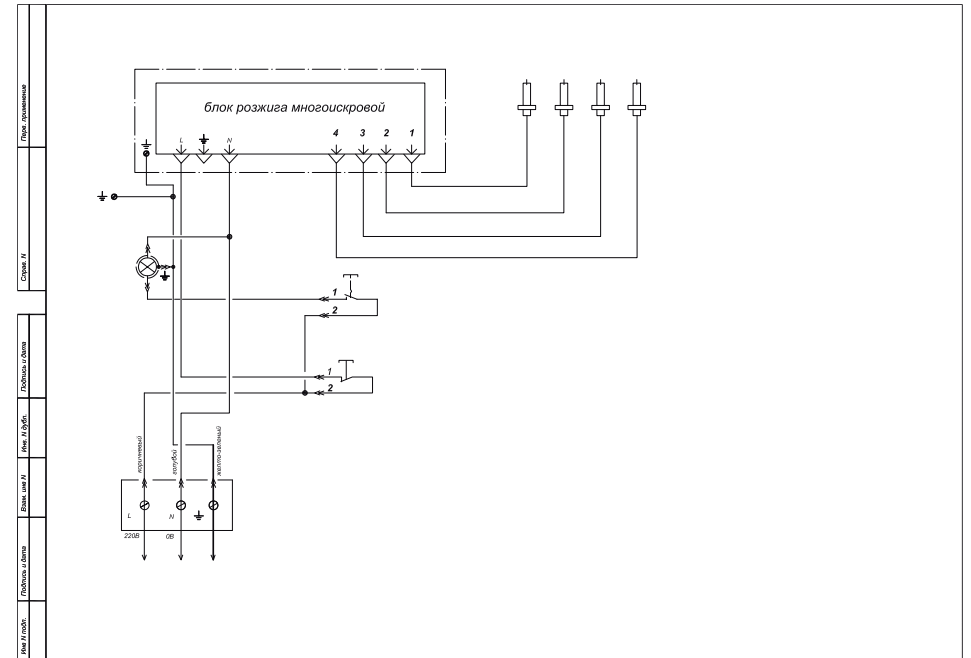 блок розжига многоискровой
L
N
4
3
2
1
1
2
1
2
коричневый
голубой
желто-зеленый
L
N
220В
0В
Перв. применение
Справ. N
Подпись и дата
Инв. N дубл.
Взам. инв N
Подпись и дата
Инв N подл.